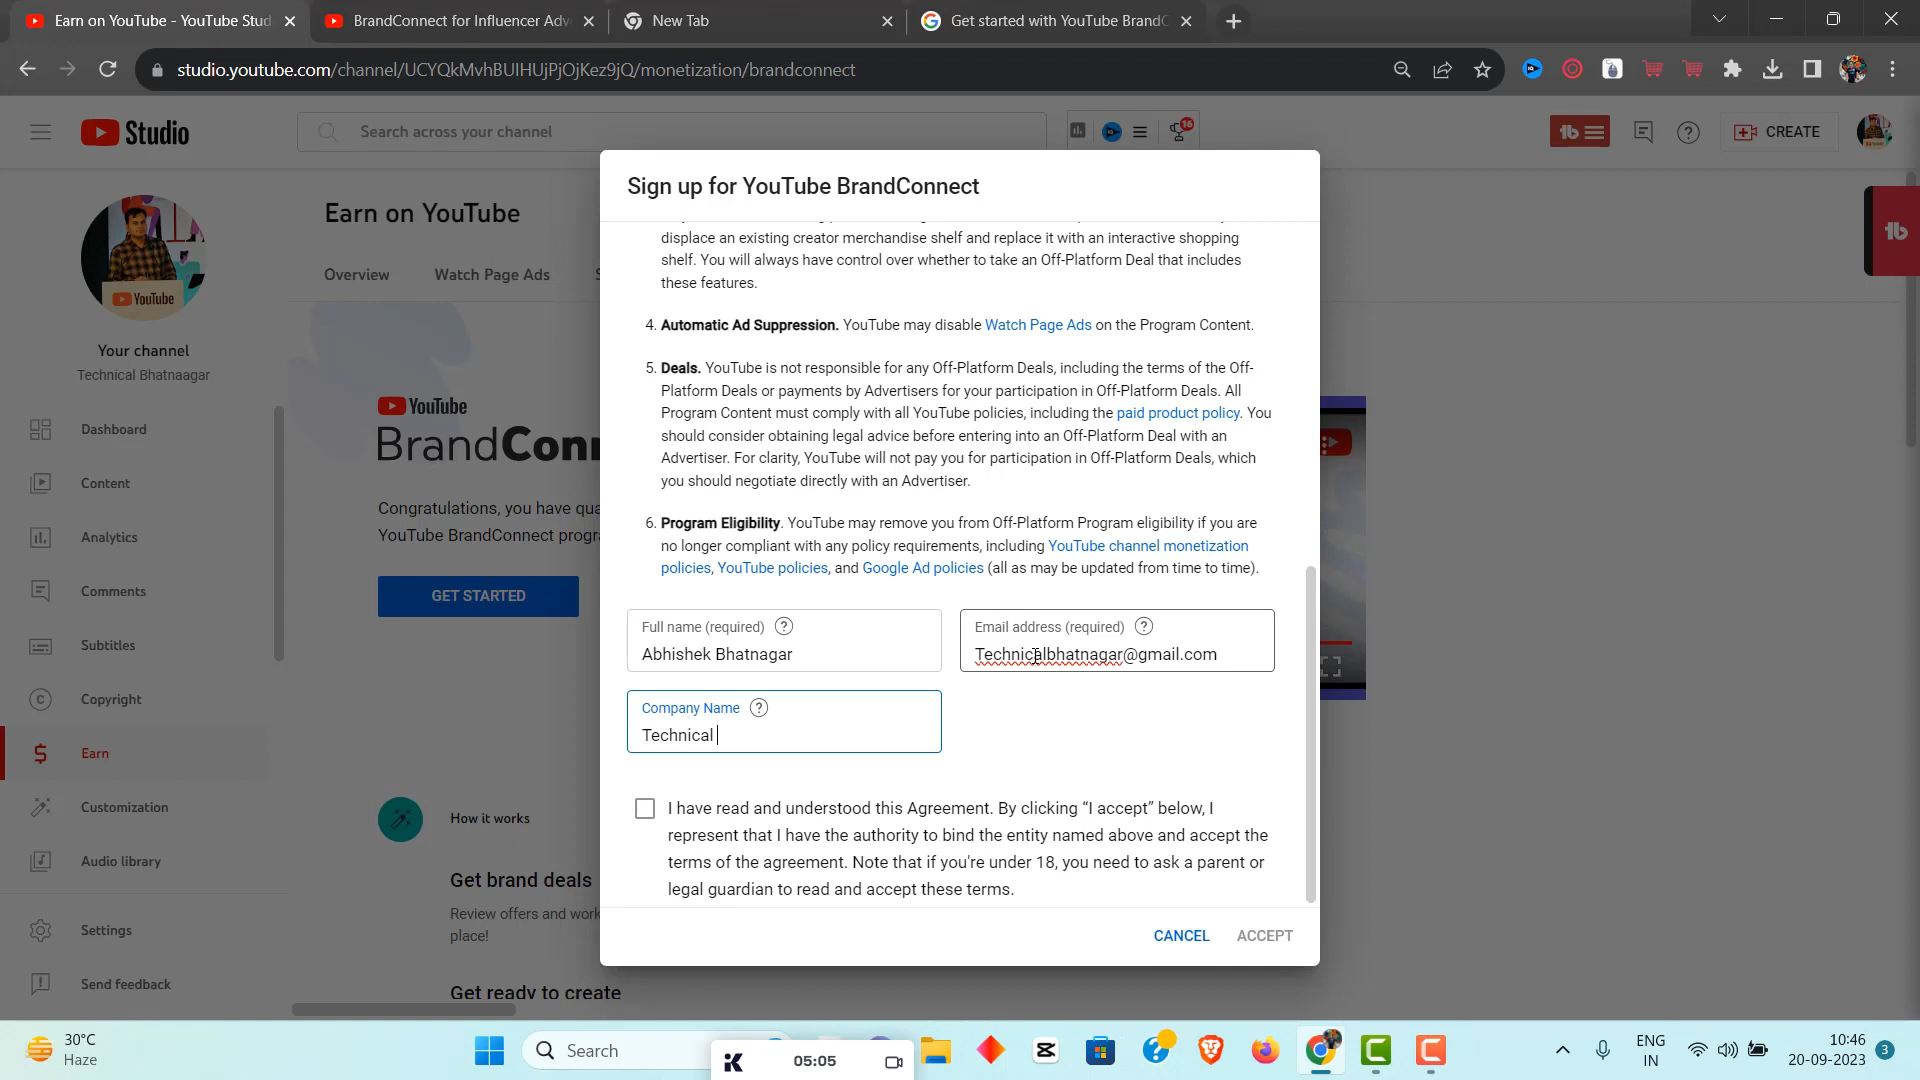 Earn on YouTube - YouTube Stud
BrandConnect for Influencer Adv
New Tab
Get started with YouTube BrandC
studio.youtube.com/channel/UCYQkMvhBUIHUjPjOjKez9jQ/monetization/brandconnect
Studio
Search across your channel
16
CREATE
YouTube
Your channel
Technical Bhatnaagar
Dashboard
Content
Analytics
Comments
Subtitles
Copyright
Earn
Customization
Audio library
Settings
Send feedback
Earn on YouTube
Overview
Watch Page Ads
S
YouTube
BrandConn
Congratulations, you have qua
YouTube BrandConnect progra
GET STARTED
How it works
Get brand deals
Review offers and work
place!
Get ready to create
Sign up for YouTube BrandConnect
displace an existing creator merchandise shelf and replace it with an interactive shopping
shelf. You will always have control over whether to take an Off-Platform Deal that includes
these features.
4. Automatic Ad Suppression. YouTube may disable Watch Page Ads on the Program Content.
5. Deals. YouTube is not responsible for any Off-Platform Deals, including the terms of the Off-
Platform Deals or payments by Advertisers for your participation in Off-Platform Deals. All
Program Content must comply with all YouTube policies, including the paid product policy. You
should consider obtaining legal advice before entering into an Off-Platform Deal with an
Advertiser. For clarity, YouTube will not pay you for participation in Off-Platform Deals, which
you should negotiate directly with an Advertiser.
6. Program Eligibility. YouTube may remove you from Off-Platform Program eligibility if you are
no longer compliant with any policy requirements, including YouTube channel monetization
policies, YouTube policies, and Google Ad policies (all as may be updated from time to time).
Full name (required)
Abhishek Bhatnagar
Email address (required)
Technicalbhatnagar@gmail.com
Company Name
Technical
I have read and understood this Agreement. By clicking “I accept” below, I
represent that I have the authority to bind the entity named above and accept the
terms of the agreement. Note that if you're under 18, you need to ask a parent or
legal guardian to read and accept these terms.
CANCEL
ACCEPT
30°C
Haze
Search
05:05
ENG
IN
10:46
20-09-2023
3